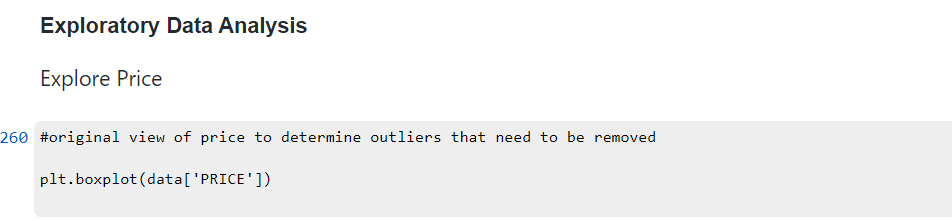 Exploratory Data Analysis
Explore Price
260 #original view of price to determine outliers that need to be removed
plt.boxplot(data['PRICE'])